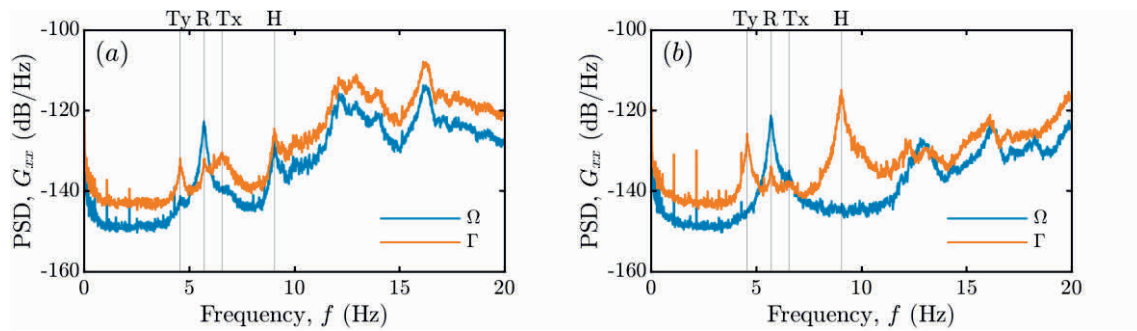 Ty R Tx H
(a)
-100
-120
-140
-160
PSD, Gxx (dB/Hz)
0 5 10 15 20
Frequency, f (Hz)
Ω
Γ
Ty R Tx H
(b)
-100
-120
-140
-160
PSD, Gxx (dB/Hz)
0 5 10 15 20
Frequency, f (Hz)
Ω
Γ